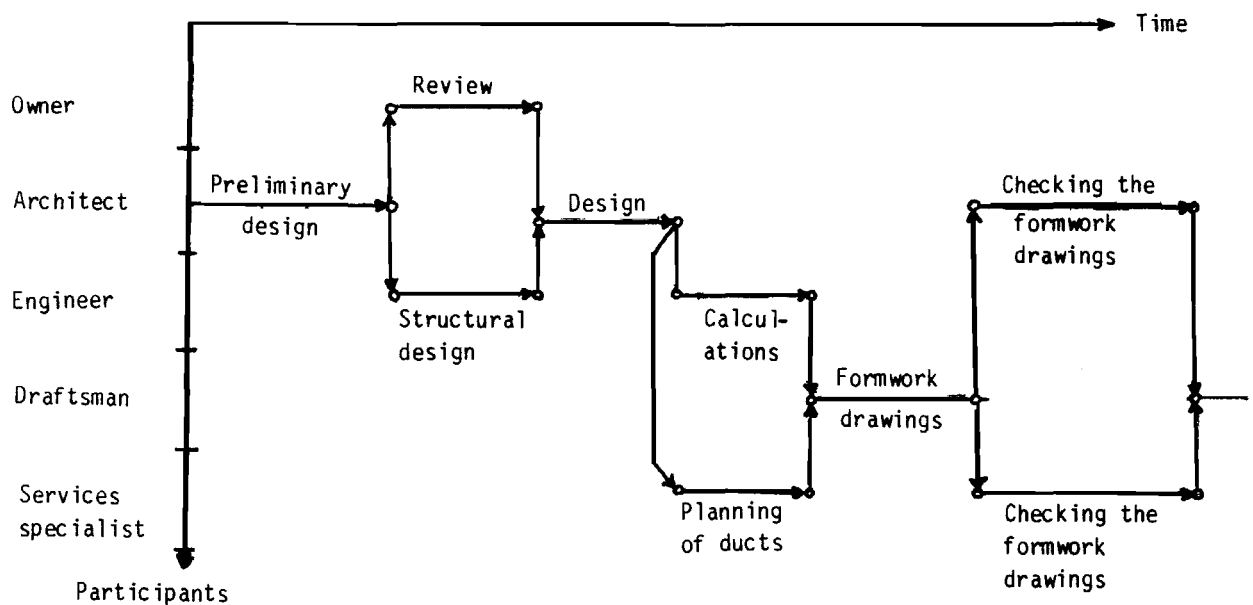 Time
Owner
Review
Architect
Preliminary
design
Design
Checking the
formwork
drawings
Engineer
Structural
design
Calcul-
ations
Draftsman
Formwork
drawings
Services
specialist
Planning
of ducts
Checking the
formwork
drawings
Participants